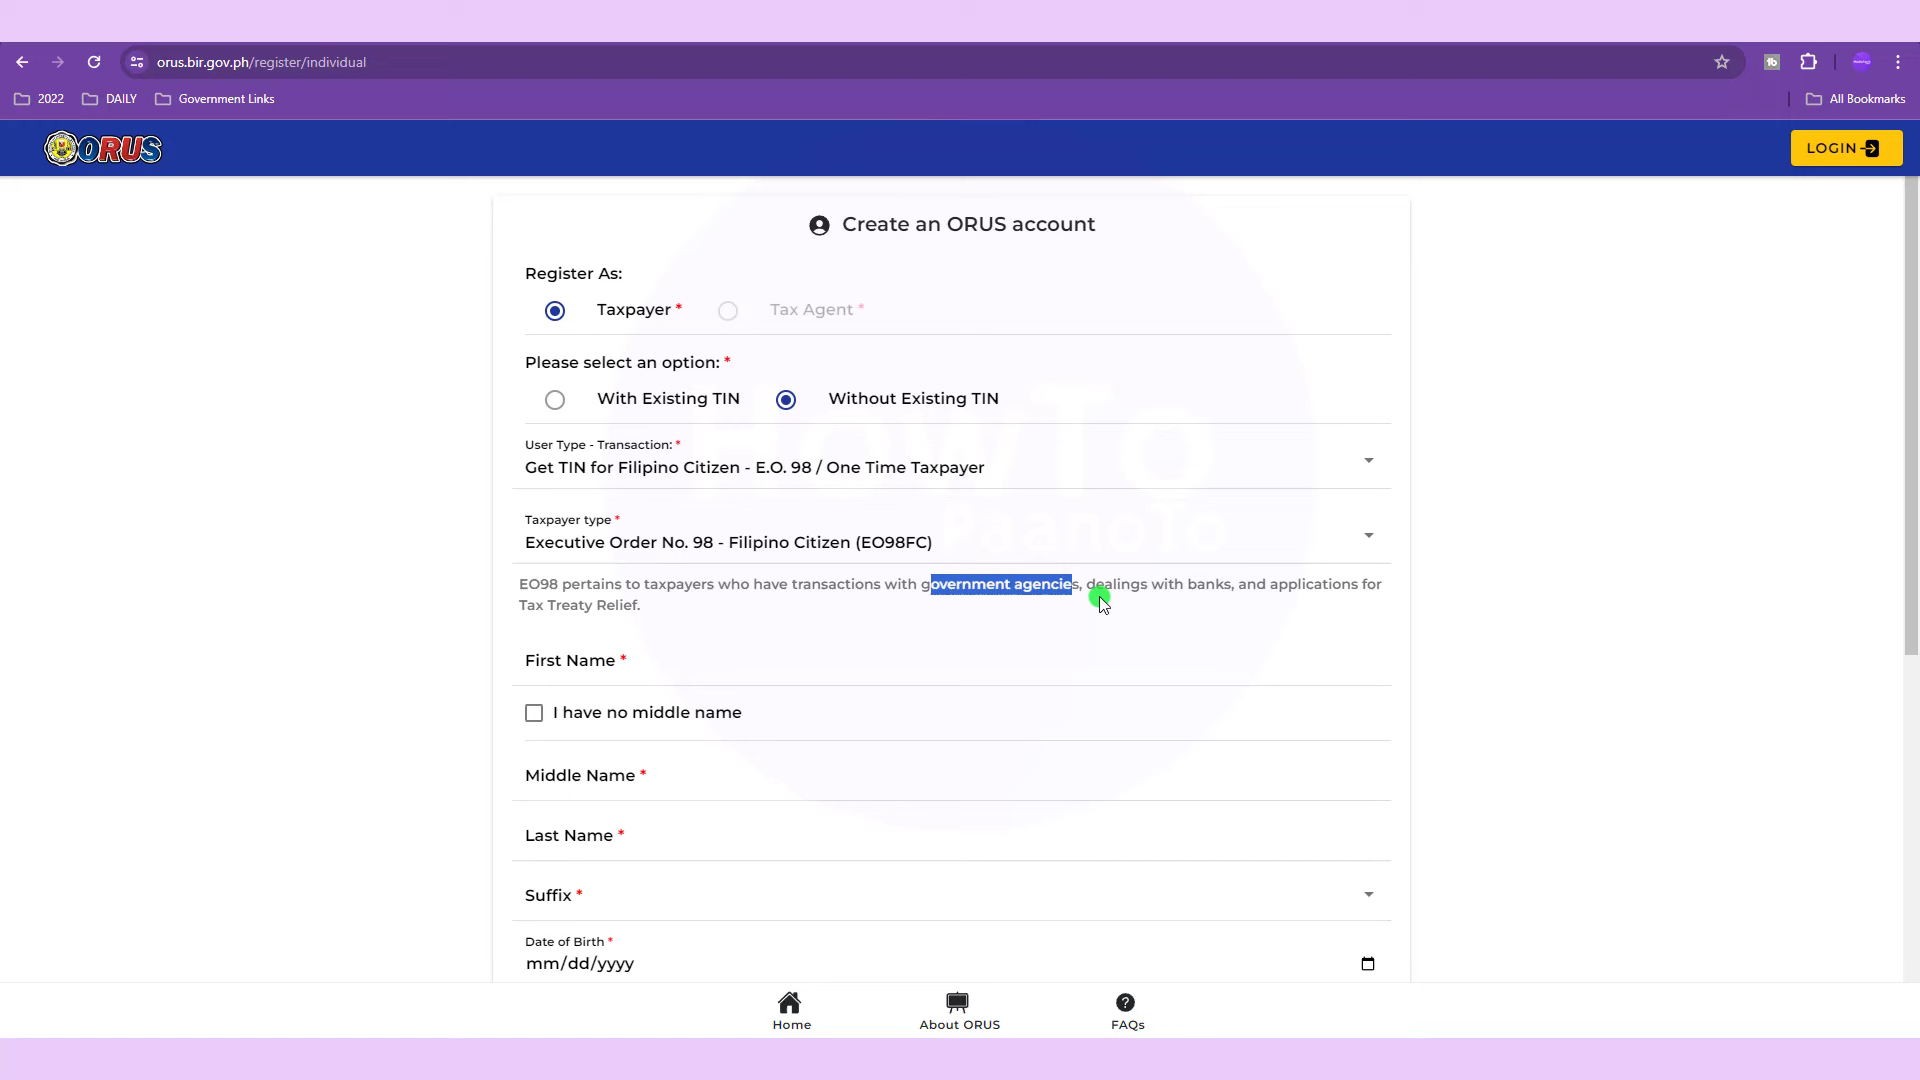 orus.bir.gov.ph/register/individual
2022 DAILY Government Links All Bookmarks
ORUS LOGIN
Create an ORUS account
Register As:
Taxpayer * Tax Agent *
Please select an option: *
With Existing TIN Without Existing TIN
User Type - Transaction: *
Get TIN for Filipino Citizen - E.O. 98 / One Time Taxpayer
Taxpayer type *
Executive Order No. 98 - Filipino Citizen (EO98FC)
EO98 pertains to taxpayers who have transactions with government agencies, dealings with banks, and applications for
Tax Treaty Relief.
First Name *
I have no middle name
Middle Name *
Last Name *
Suffix *
Date of Birth *
mm/dd/yyyy
Home About ORUS FAQs
HowTo
PaanoTo